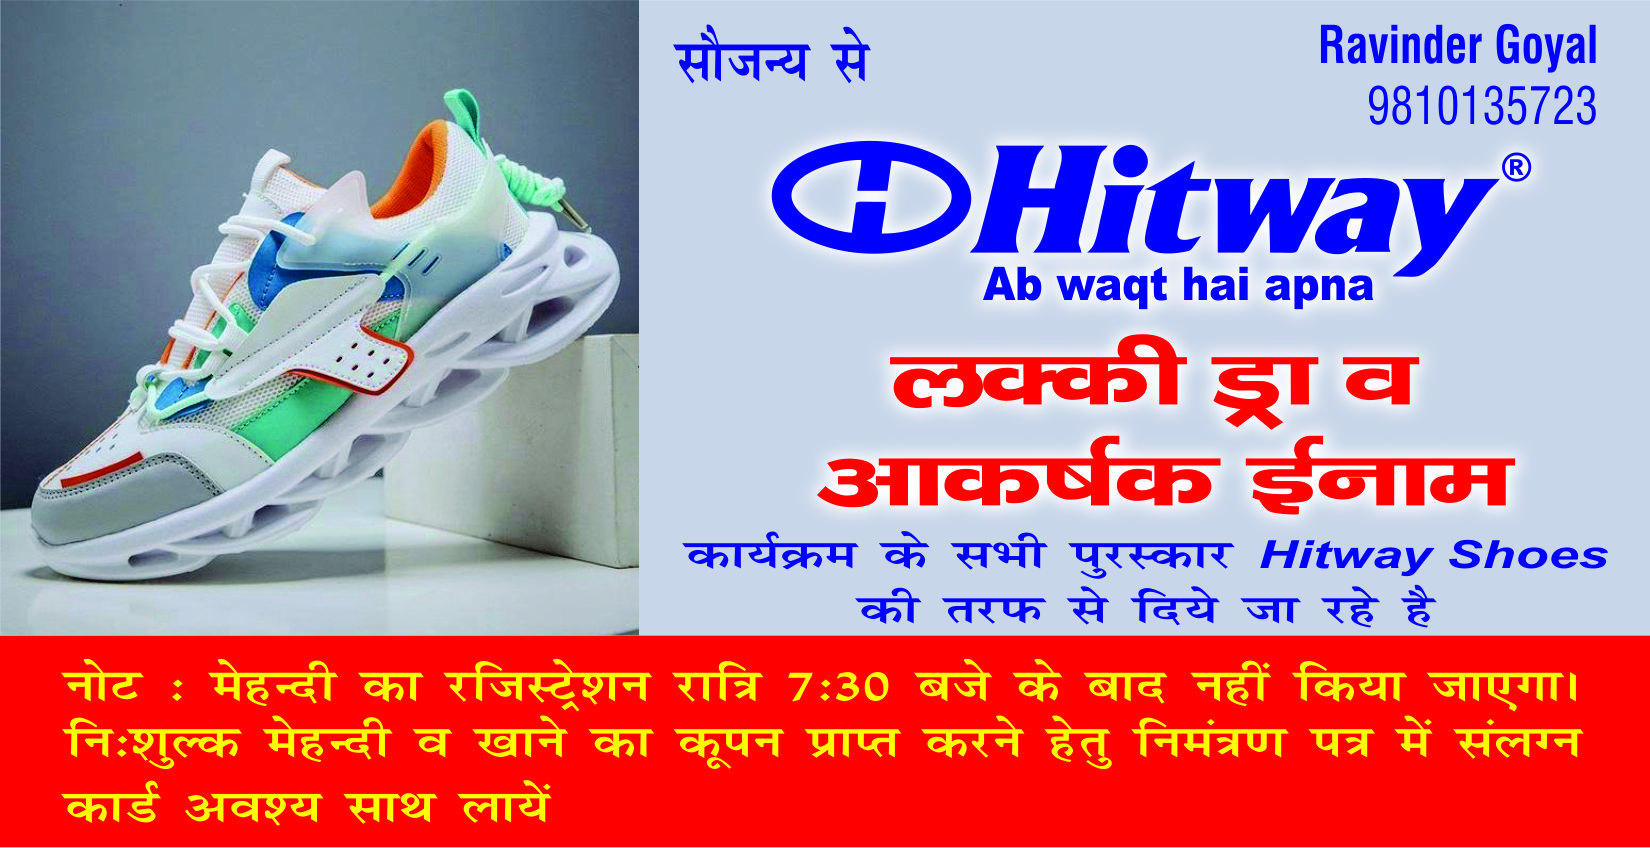 सौजन्य से
Ravinder Goyal
9810135723
Hitway®
Ab waqt hai apna
लक्की ड्रा व
आकर्षक ईनाम
कार्यक्रम के सभी पुरस्कार Hitway Shoes
की तरफ से दिये जा रहे है
नोट : मेहन्दी का रजिस्ट्रेशन रात्रि 7:30 बजे के बाद नहीं किया जाएगा।
निःशुल्क मेहन्दी व खाने का कूपन प्राप्त करने हेतु निमंत्रण पत्र में संलग्न
कार्ड अवश्य साथ लायें